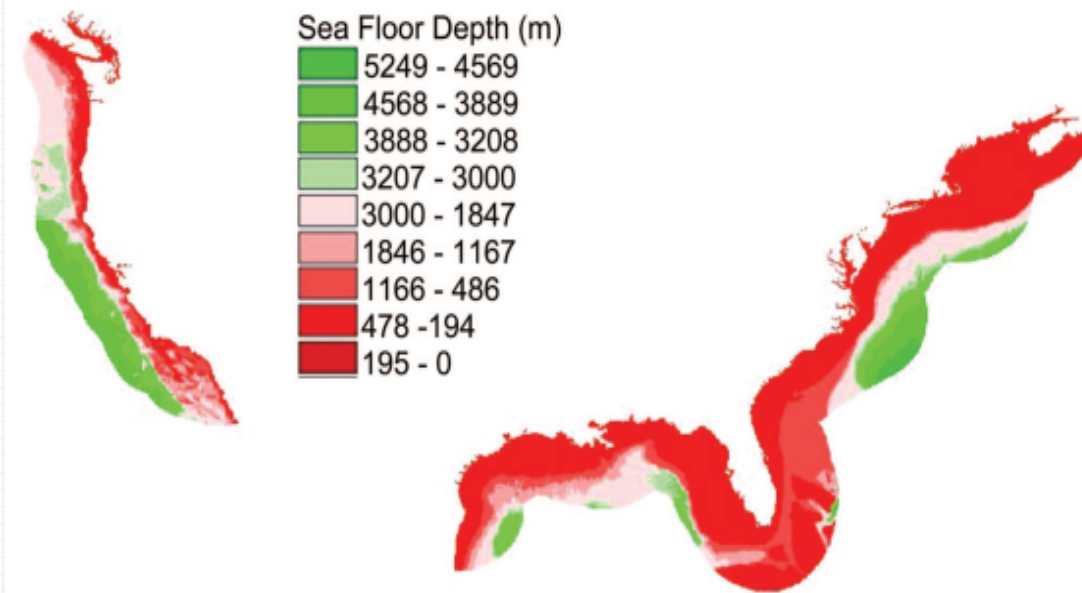 Sea Floor Depth (m)
5249 - 4569
4568 - 3889
3888 - 3208
3207 - 3000
3000 - 1847
1846 - 1167
1166 - 486
478 -194
195 - 0